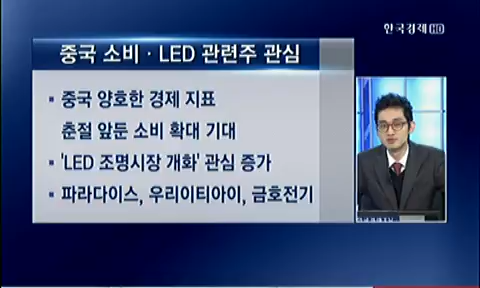 한국경제HD
중국 소비·LED 관련주 관심
• 중국 양호한 경제 지표
춘절 앞둔 소비 확대 기대
• 'LED 조명시장 개화' 관심 증가
• 파라다이스, 우리이티아이, 금호전기